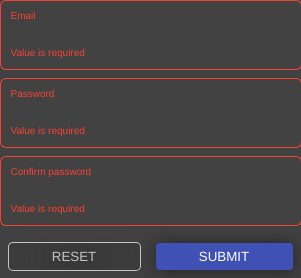 Email
Value is required
Password
Value is required
Confirm password
Value is required
RESET SUBMIT